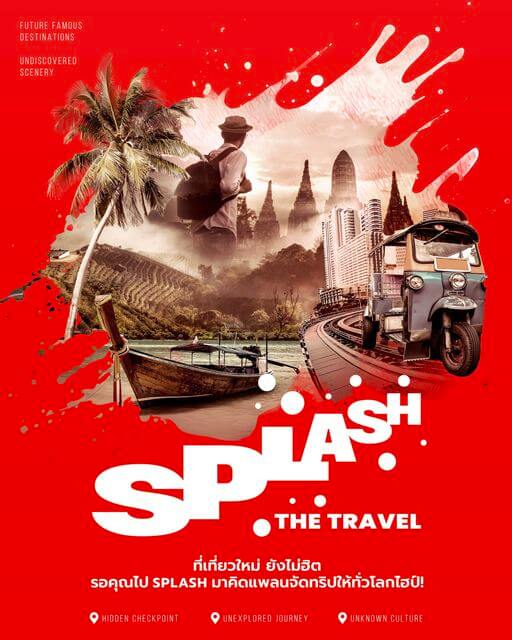 FUTURE FAMOUS
DESTINATIONS
UNDISCOVERED
SCENERY
SPLASH
THE TRAVEL
ที่เที่ยวใหม่ ยังไม่ฮิต
รอคุณไป SPLASH มาคิดแพลนจัดทริปให้ทั่วโลกไฮป์!
HIDDEN CHECKPOINT UNEXPLORED JOURNEY UNKNOWN CULTURE